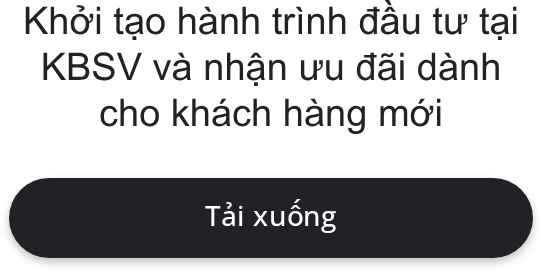 Khởi tạo hành trình đầu tư tại
KBSV và nhận ưu đãi dành
cho khách hàng mới
Tải xuống